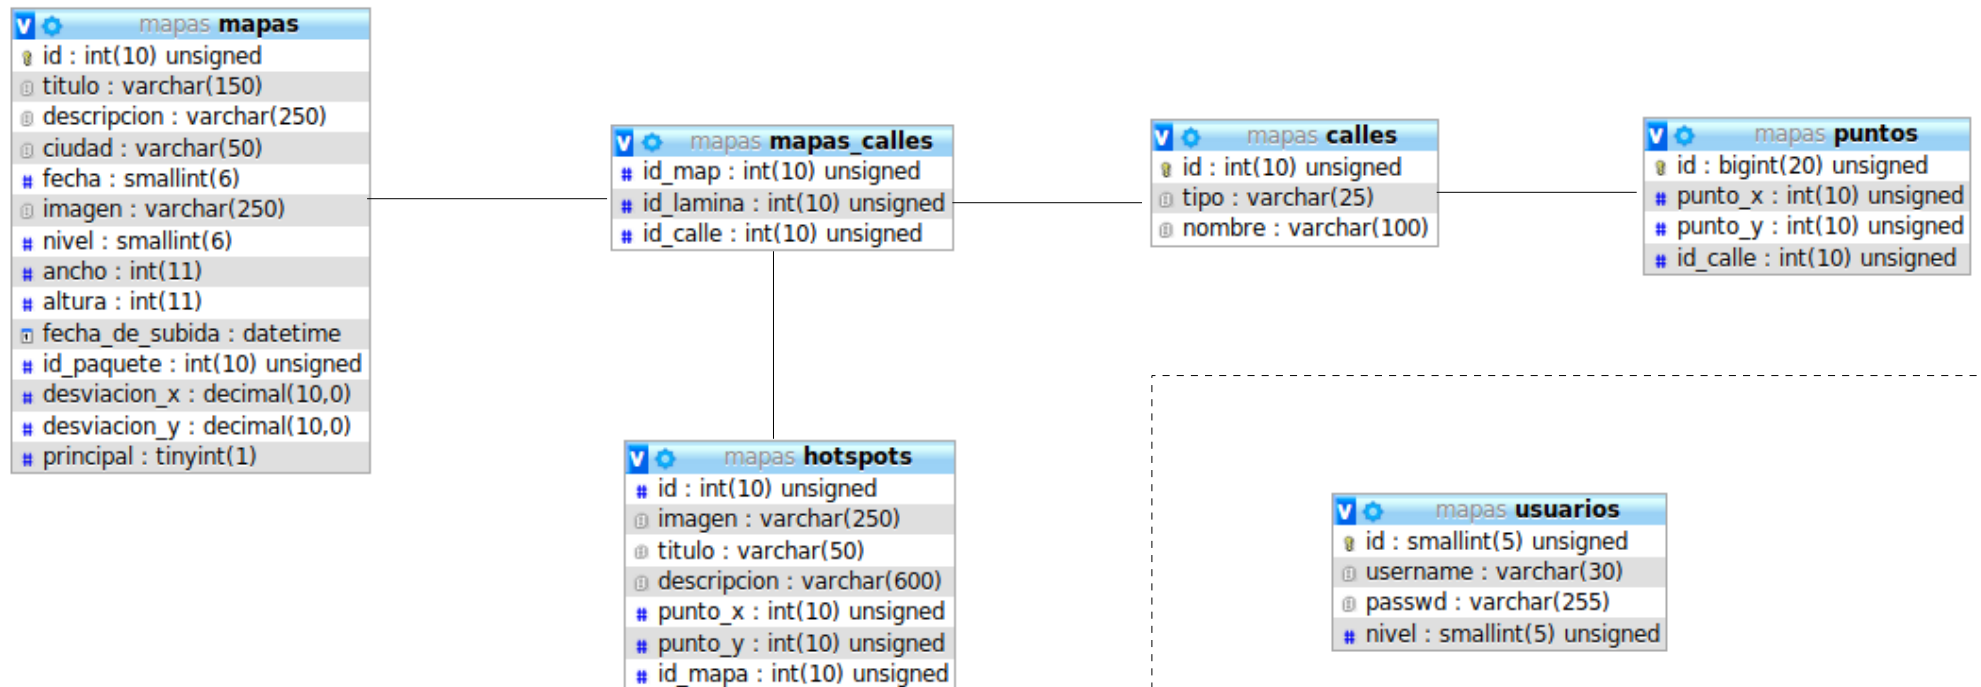 mapas mapas
id : int(10) unsigned
titulo : varchar(150)
descripcion : varchar(250)
ciudad : varchar(50)
fecha : smallint(6)
imagen : varchar(250)
nivel : smallint(6)
ancho : int(11)
altura : int(11)
fecha_de_subida : datetime
id_paquete : int(10) unsigned
desviacion_x : decimal(10,0)
desviacion_y : decimal(10,0)
principal : tinyint(1)
mapas mapas_calles
id_map : int(10) unsigned
id_lamina : int(10) unsigned
id_calle : int(10) unsigned
mapas calles
id : int(10) unsigned
tipo : varchar(25)
nombre : varchar(100)
mapas puntos
id : bigint(20) unsigned
punto_x : int(10) unsigned
punto_y : int(10) unsigned
id_calle : int(10) unsigned
mapas hotspots
id : int(10) unsigned
imagen : varchar(250)
titulo : varchar(50)
descripcion : varchar(600)
punto_x : int(10) unsigned
punto_y : int(10) unsigned
id_mapa : int(10) unsigned
mapas usuarios
id : smallint(5) unsigned
username : varchar(30)
passwd : varchar(255)
nivel : smallint(5) unsigned